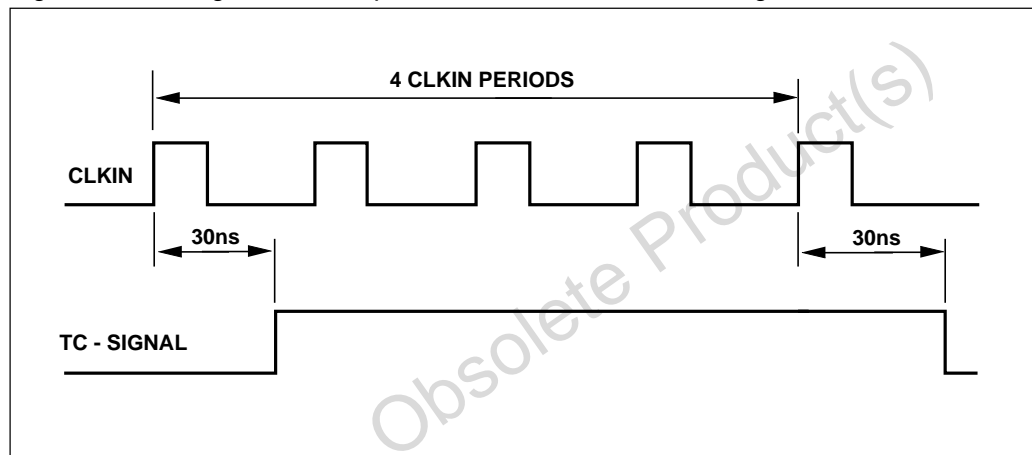 4 CLKIN PERIODS
CLKIN
30ns
30ns
TC - SIGNAL
Obsolete Product(s)